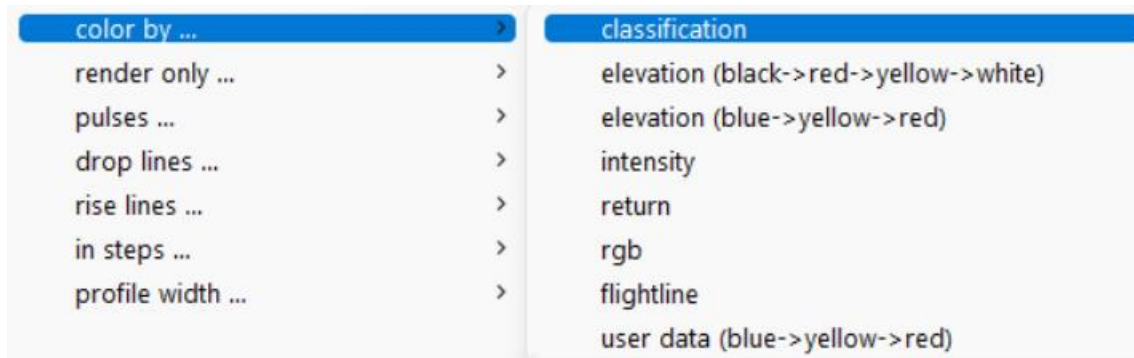 color by ... >
render only ... >
pulses ... >
drop lines ... >
rise lines ... >
in steps ... >
profile width ... >
classification
elevation (black->red->yellow->white)
elevation (blue->yellow->red)
intensity
return
rgb
flightline
user data (blue->yellow->red)